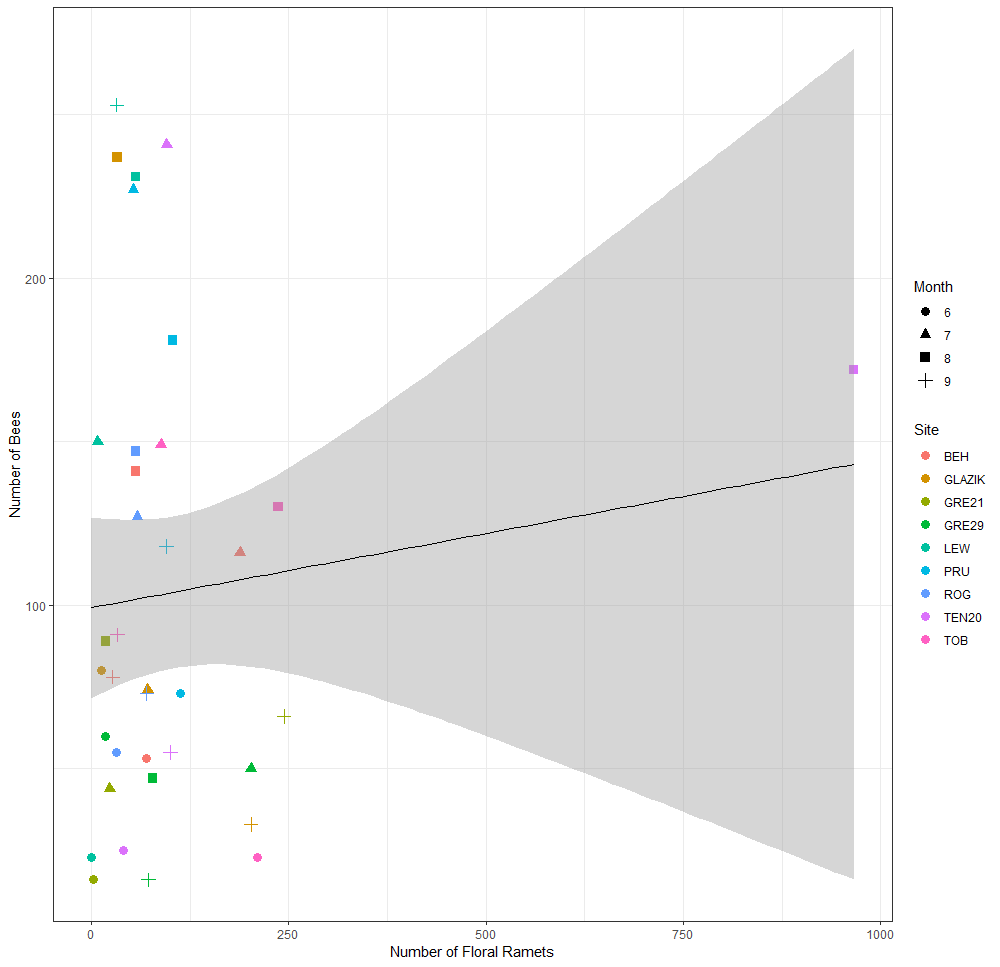 Number of Bees
200
100
0
250
500
750
1000
Number of Floral Ramets
Month
6
7
8
9
Site
BEH
GLAZIK
GRE21
GRE29
LEW
PRU
ROG
TEN20
TOB